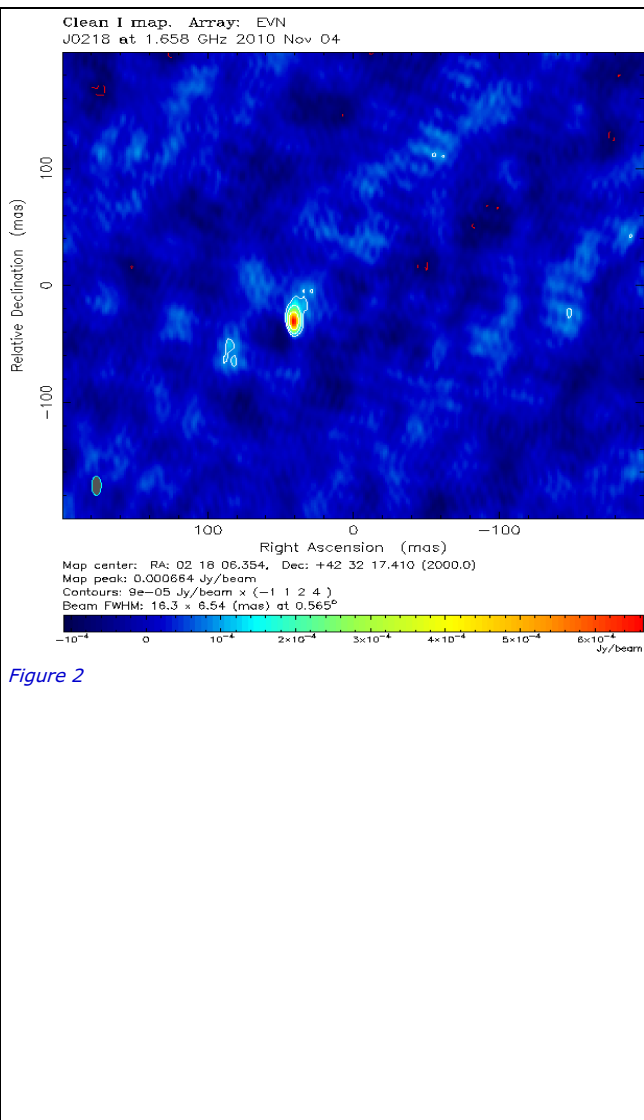 Clean I map. Array: EVN
J0218 at 1.658 GHz 2010 Nov 04
Relative Declination (mas)
100
0
−100
100 0 −100
Right Ascension (mas)
Map center: RA: 02 18 06.354, Dec: +42 32 17.410 (2000.0)
Map peak: 0.000664 Jy/beam
Contours: 9e−05 Jy/beam x (−1 1 2 4 )
Beam FWHM: 16.3 x 6.54 (mas) at 0.565°
−10⁻⁴ 0 10⁻⁴ 2×10⁻⁴ 3×10⁻⁴ 4×10⁻⁴ 5×10⁻⁴ 6×10⁻⁴
Jy/beam
Figure 2